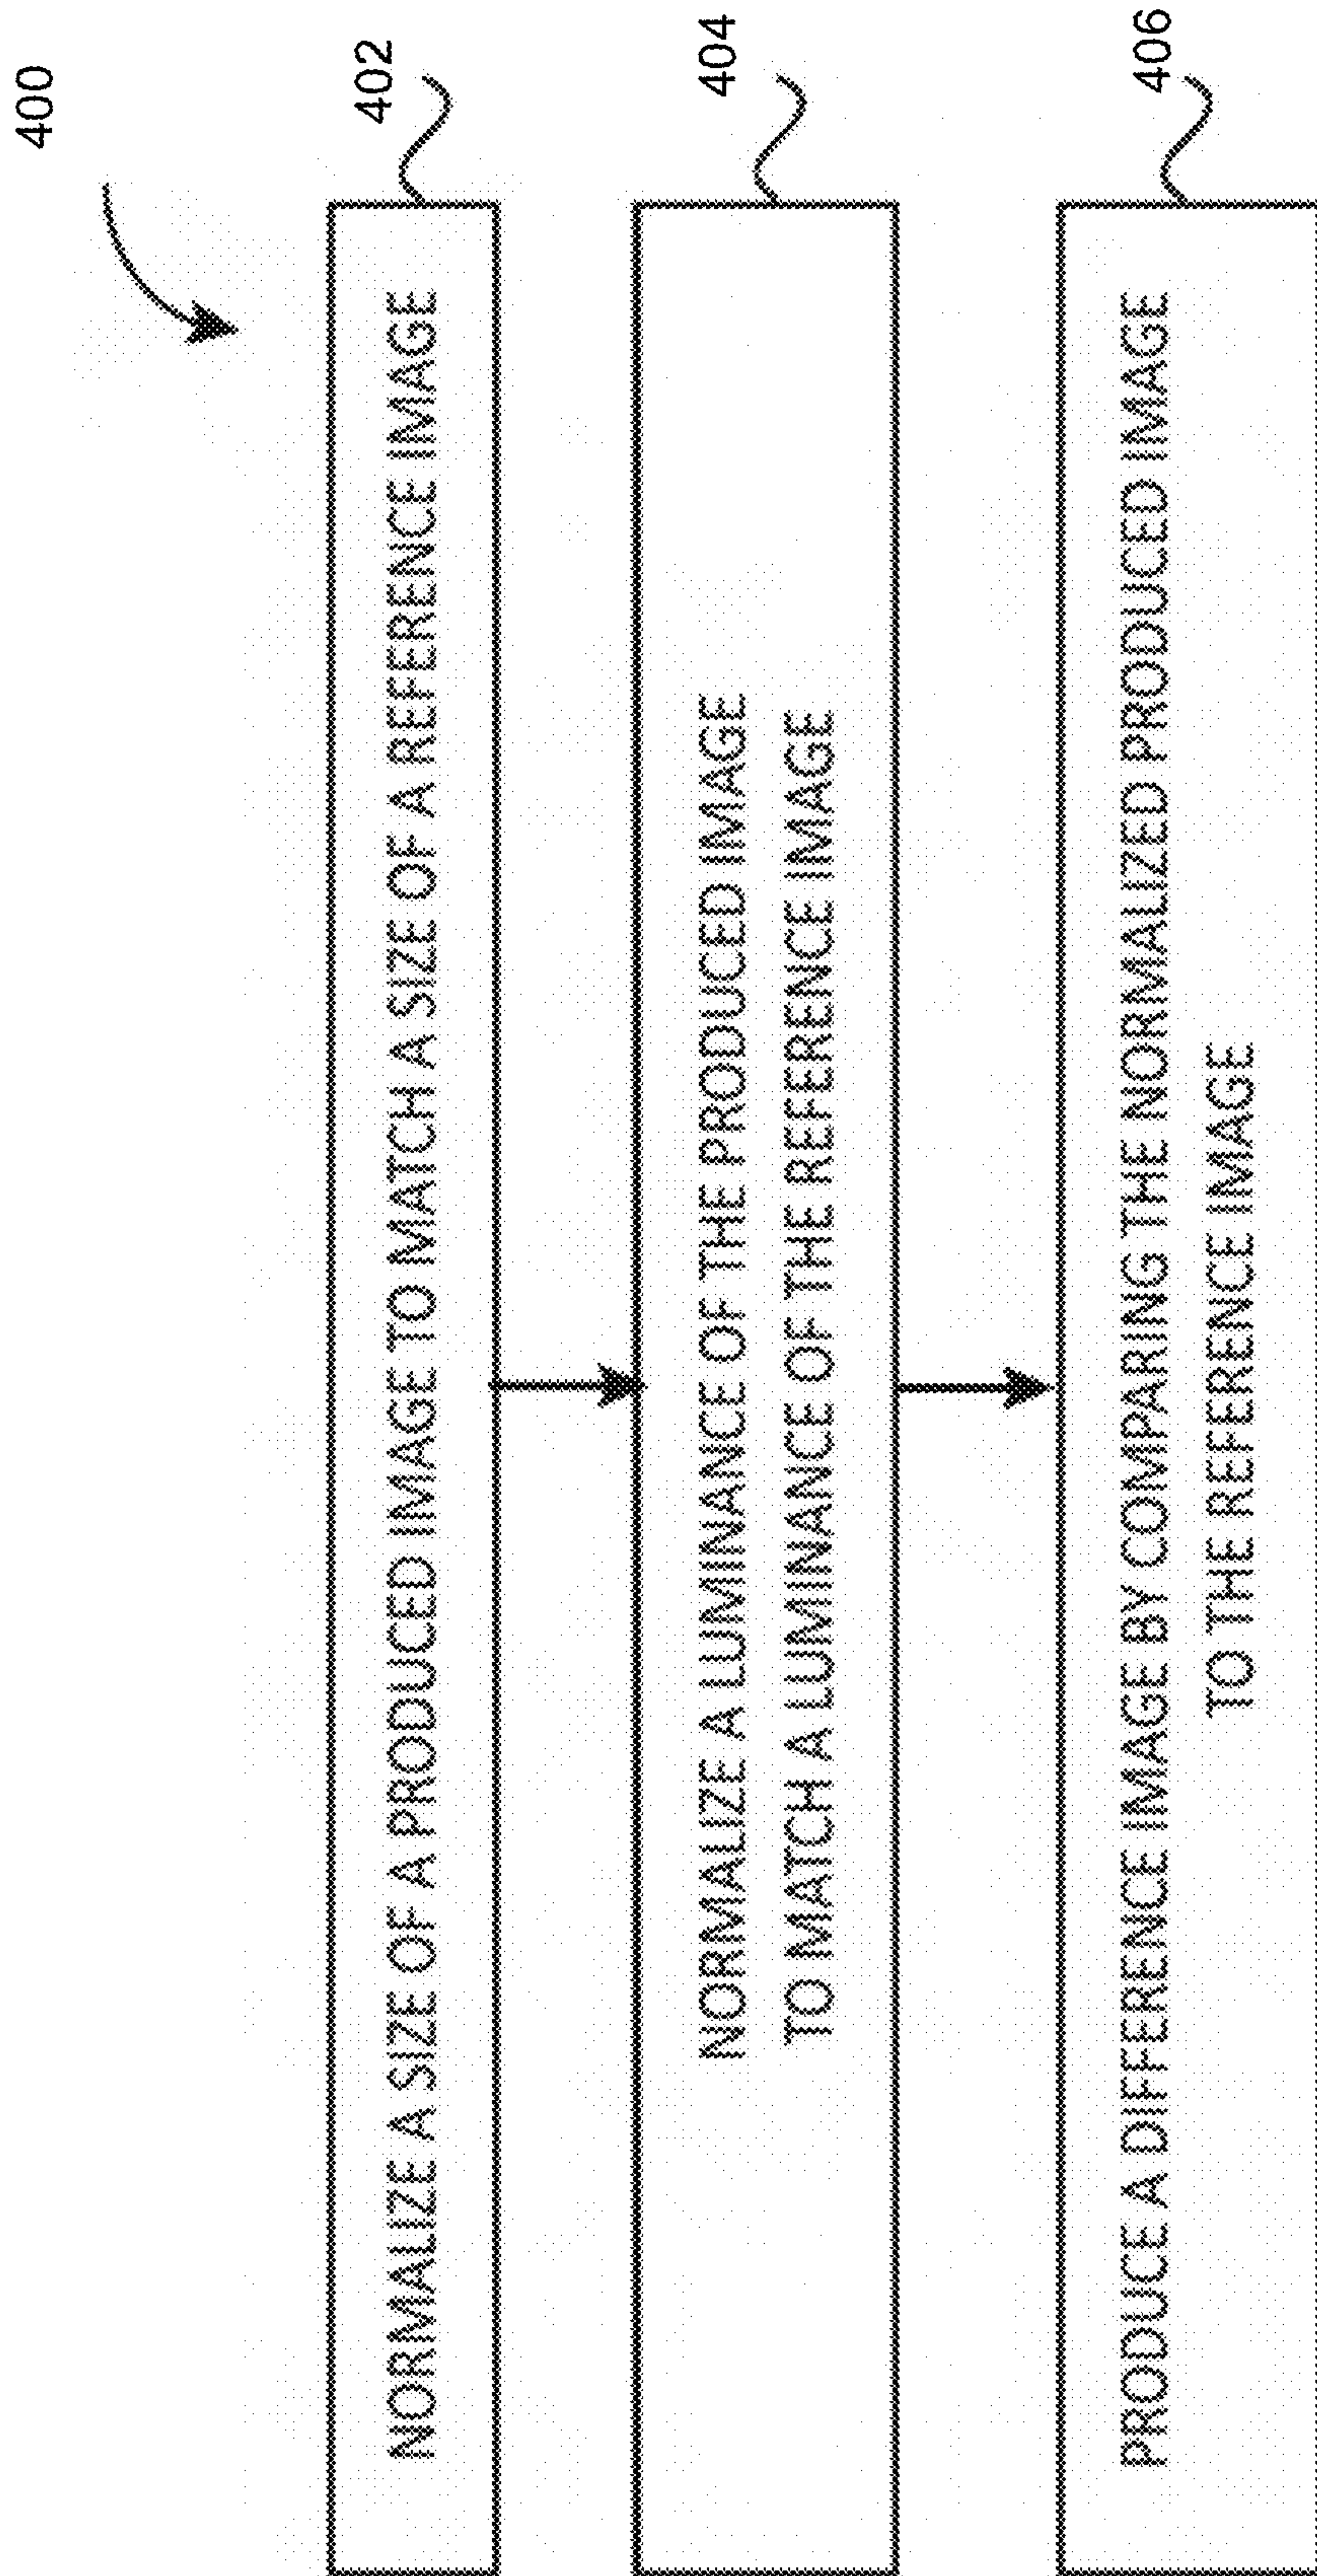 400
402
NORMALIZE A SIZE OF A PRODUCED IMAGE TO MATCH A SIZE OF A REFERENCE IMAGE
404
NORMALIZE A LUMINANCE OF THE PRODUCED IMAGE
TO MATCH A LUMINANCE OF THE REFERENCE IMAGE
406
PRODUCE A DIFFERENCE IMAGE BY COMPARING THE NORMALIZED PRODUCED IMAGE
TO THE REFERENCE IMAGE